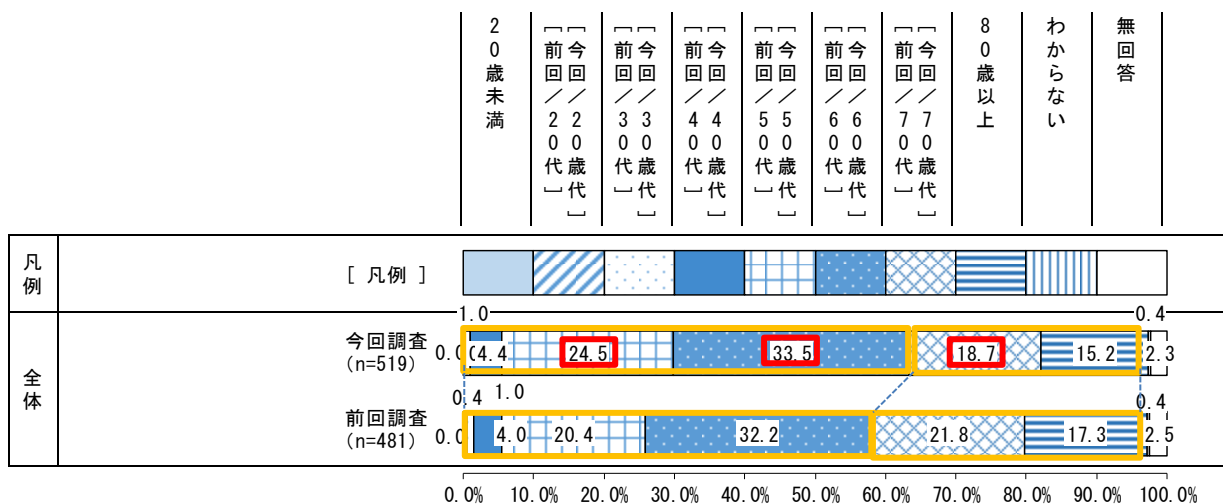 20歳未満
[今回/20歳代]
[前回/20代]
[今回/30歳代]
[前回/30代]
[今回/40歳代]
[前回/40代]
[今回/50歳代]
[前回/50代]
[今回/60歳代]
[前回/60代]
[今回/70歳代]
[前回/70代]
80歳以上
わからない
無回答
凡例
[ 凡例 ]
全体
1.0
0.4
今回調査
(n=519)
0.0
4.4
24.5
33.5
18.7
15.2
2.3
0.4
1.0
0.4
前回調査
(n=481)
0.0
4.0
20.4
32.2
21.8
17.3
2.5
0.0% 10.0% 20.0% 30.0% 40.0% 50.0% 60.0% 70.0% 80.0% 90.0% 100.0%